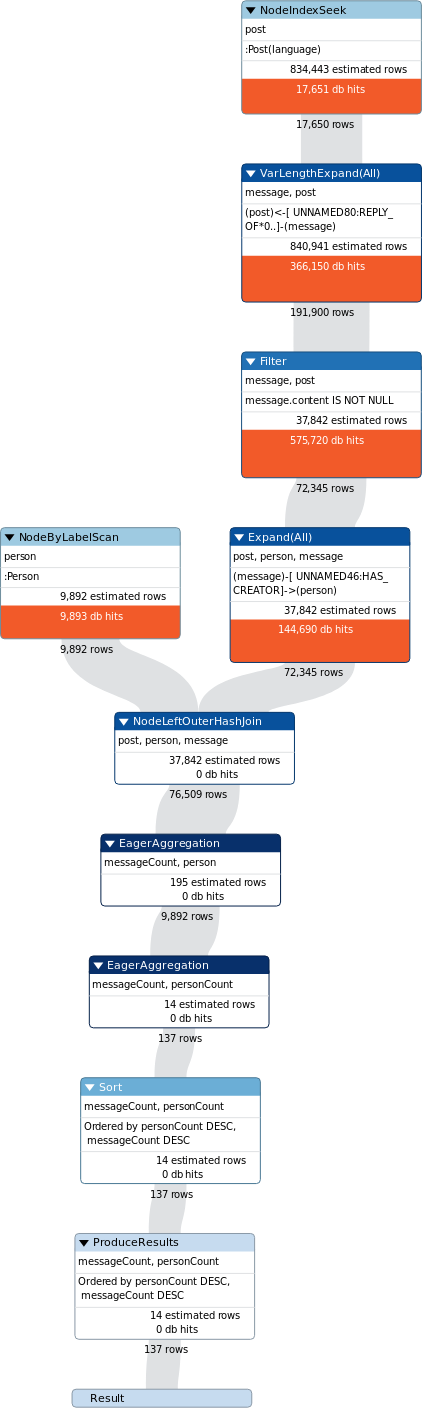 NodeIndexSeek
post
:Post(language)
834,443 estimated rows
17,651 db hits
17,650 rows
VarLengthExpand(All)
message, post
(post)<-[ UNNAMED80:REPLY_
OF*0..]-(message)
840,941 estimated rows
366,150 db hits
191,900 rows
Filter
message, post
message.content IS NOT NULL
37,842 estimated rows
575,720 db hits
72,345 rows
NodeByLabelScan
person
:Person
9,892 estimated rows
9,893 db hits
9,892 rows
Expand(All)
post, person, message
(message)-[ UNNAMED46:HAS_
CREATOR]->(person)
37,842 estimated rows
144,690 db hits
72,345 rows
NodeLeftOuterHashJoin
post, person, message
37,842 estimated rows
0 db hits
76,509 rows
EagerAggregation
messageCount, person
195 estimated rows
0 db hits
9,892 rows
EagerAggregation
messageCount, personCount
14 estimated rows
0 db hits
137 rows
Sort
messageCount, personCount
Ordered by personCount DESC,
messageCount DESC
14 estimated rows
0 db hits
137 rows
ProduceResults
messageCount, personCount
Ordered by personCount DESC,
messageCount DESC
14 estimated rows
0 db hits
137 rows
Result